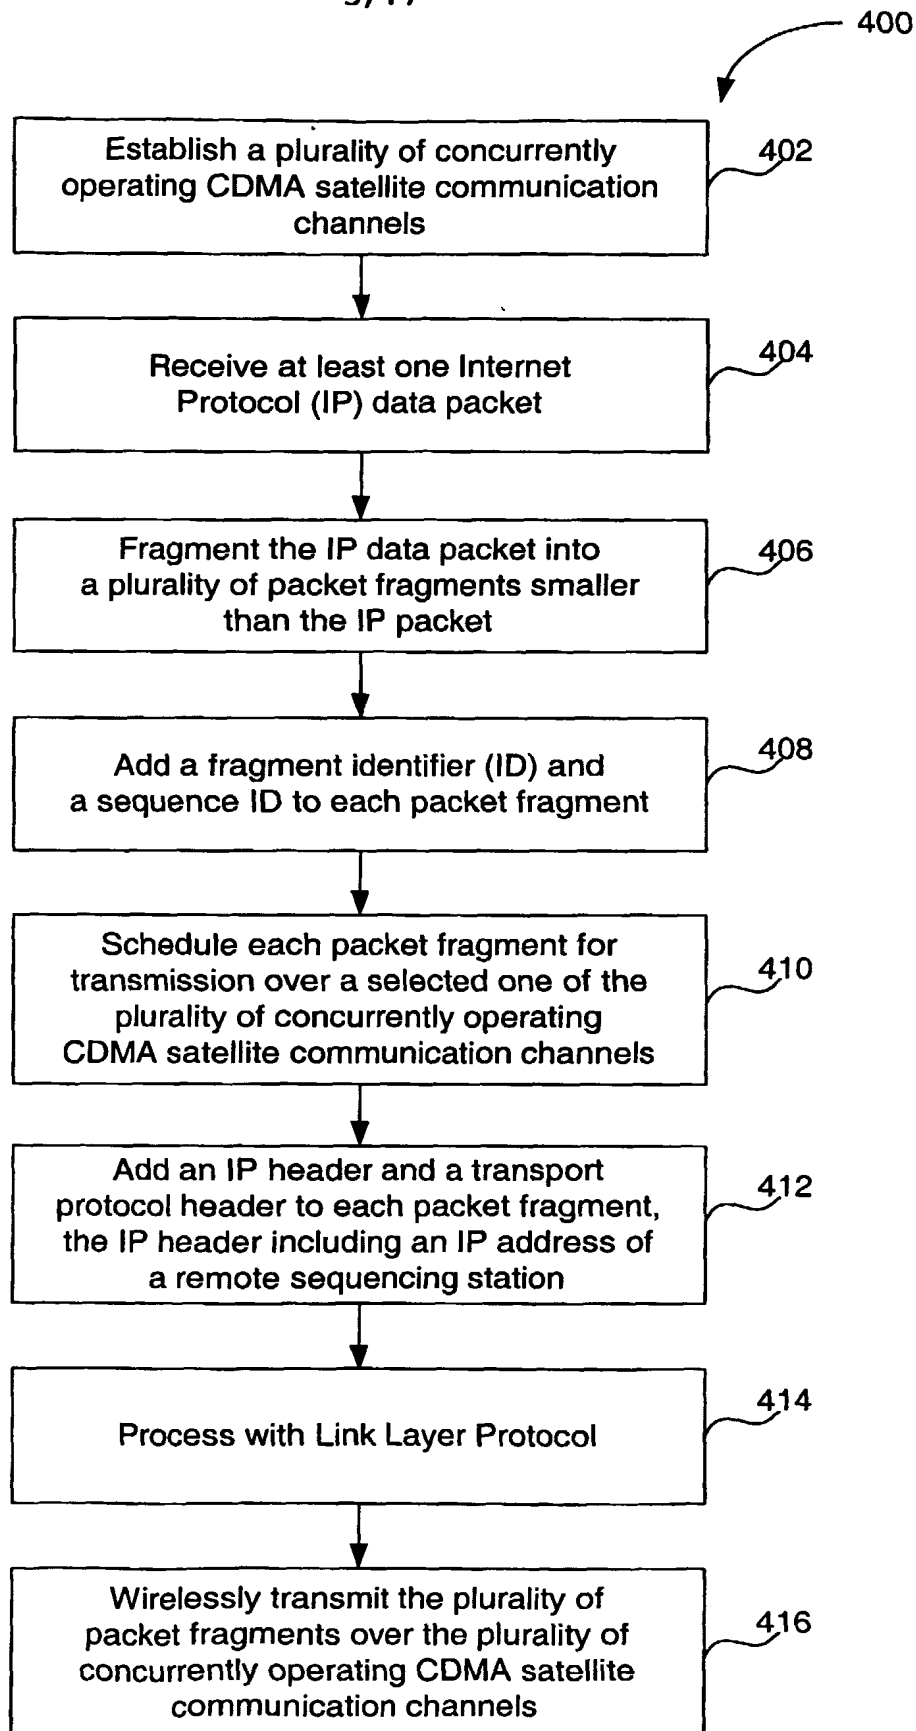 400
Establish a plurality of concurrently
operating CDMA satellite communication
channels
402
Receive at least one Internet
Protocol (IP) data packet
404
Fragment the IP data packet into
a plurality of packet fragments smaller
than the IP packet
406
Add a fragment identifier (ID) and
a sequence ID to each packet fragment
408
Schedule each packet fragment for
transmission over a selected one of the
plurality of concurrently operating
CDMA satellite communication channels
410
Add an IP header and a transport
protocol header to each packet fragment,
the IP header including an IP address of
a remote sequencing station
412
Process with Link Layer Protocol
414
Wirelessly transmit the plurality of
packet fragments over the plurality of
concurrently operating CDMA satellite
communication channels
416